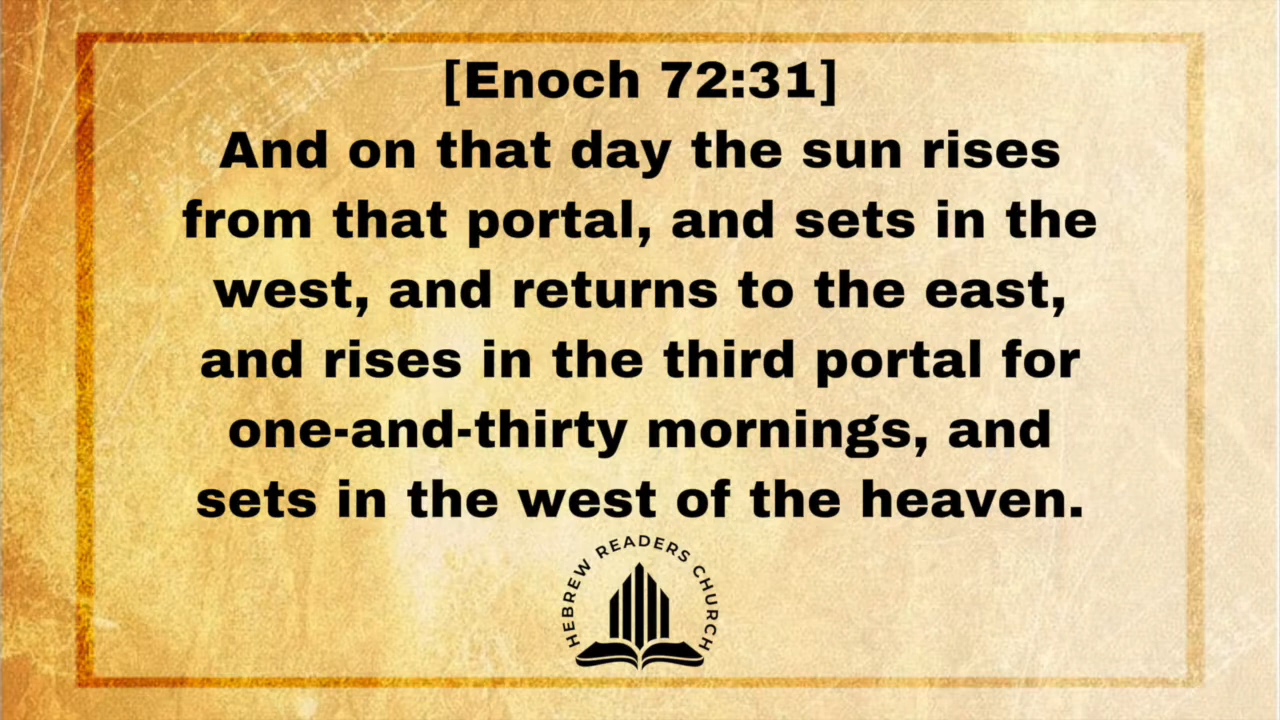 [Enoch 72:31]
And on that day the sun rises
from that portal, and sets in the
west, and returns to the east,
and rises in the third portal for
one-and-thirty mornings, and
sets in the west of the heaven.
HEBREW READERS CHURCH